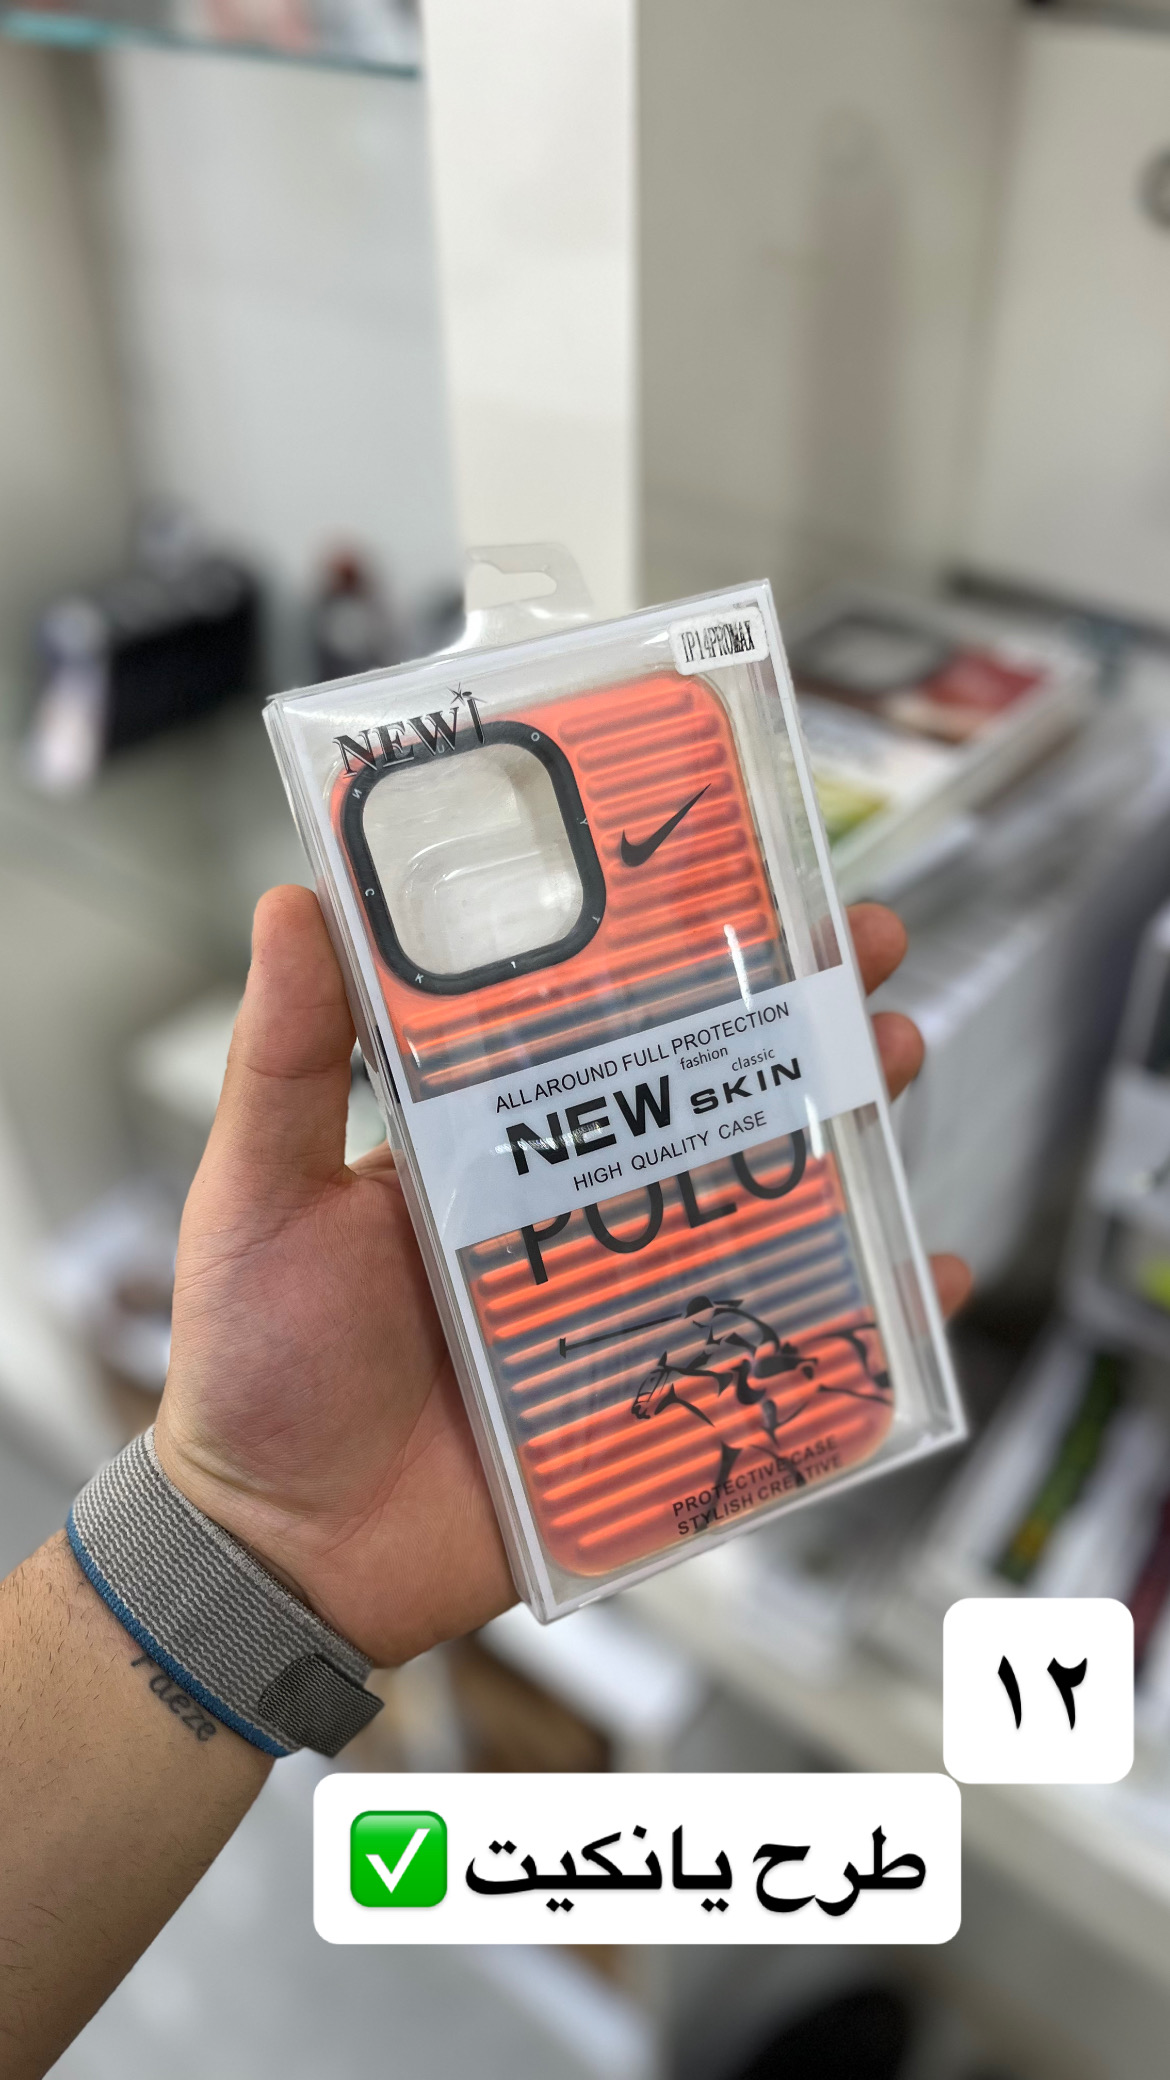 IP14PROMAX
NEW
ALL AROUND FULL PROTECTION
fashion classic
NEW SKIN
HIGH QUALITY CASE
POLO
PROTECTIVE CASE
STYLISH CREATIVE
۱۲
طرح یانکیت ✅